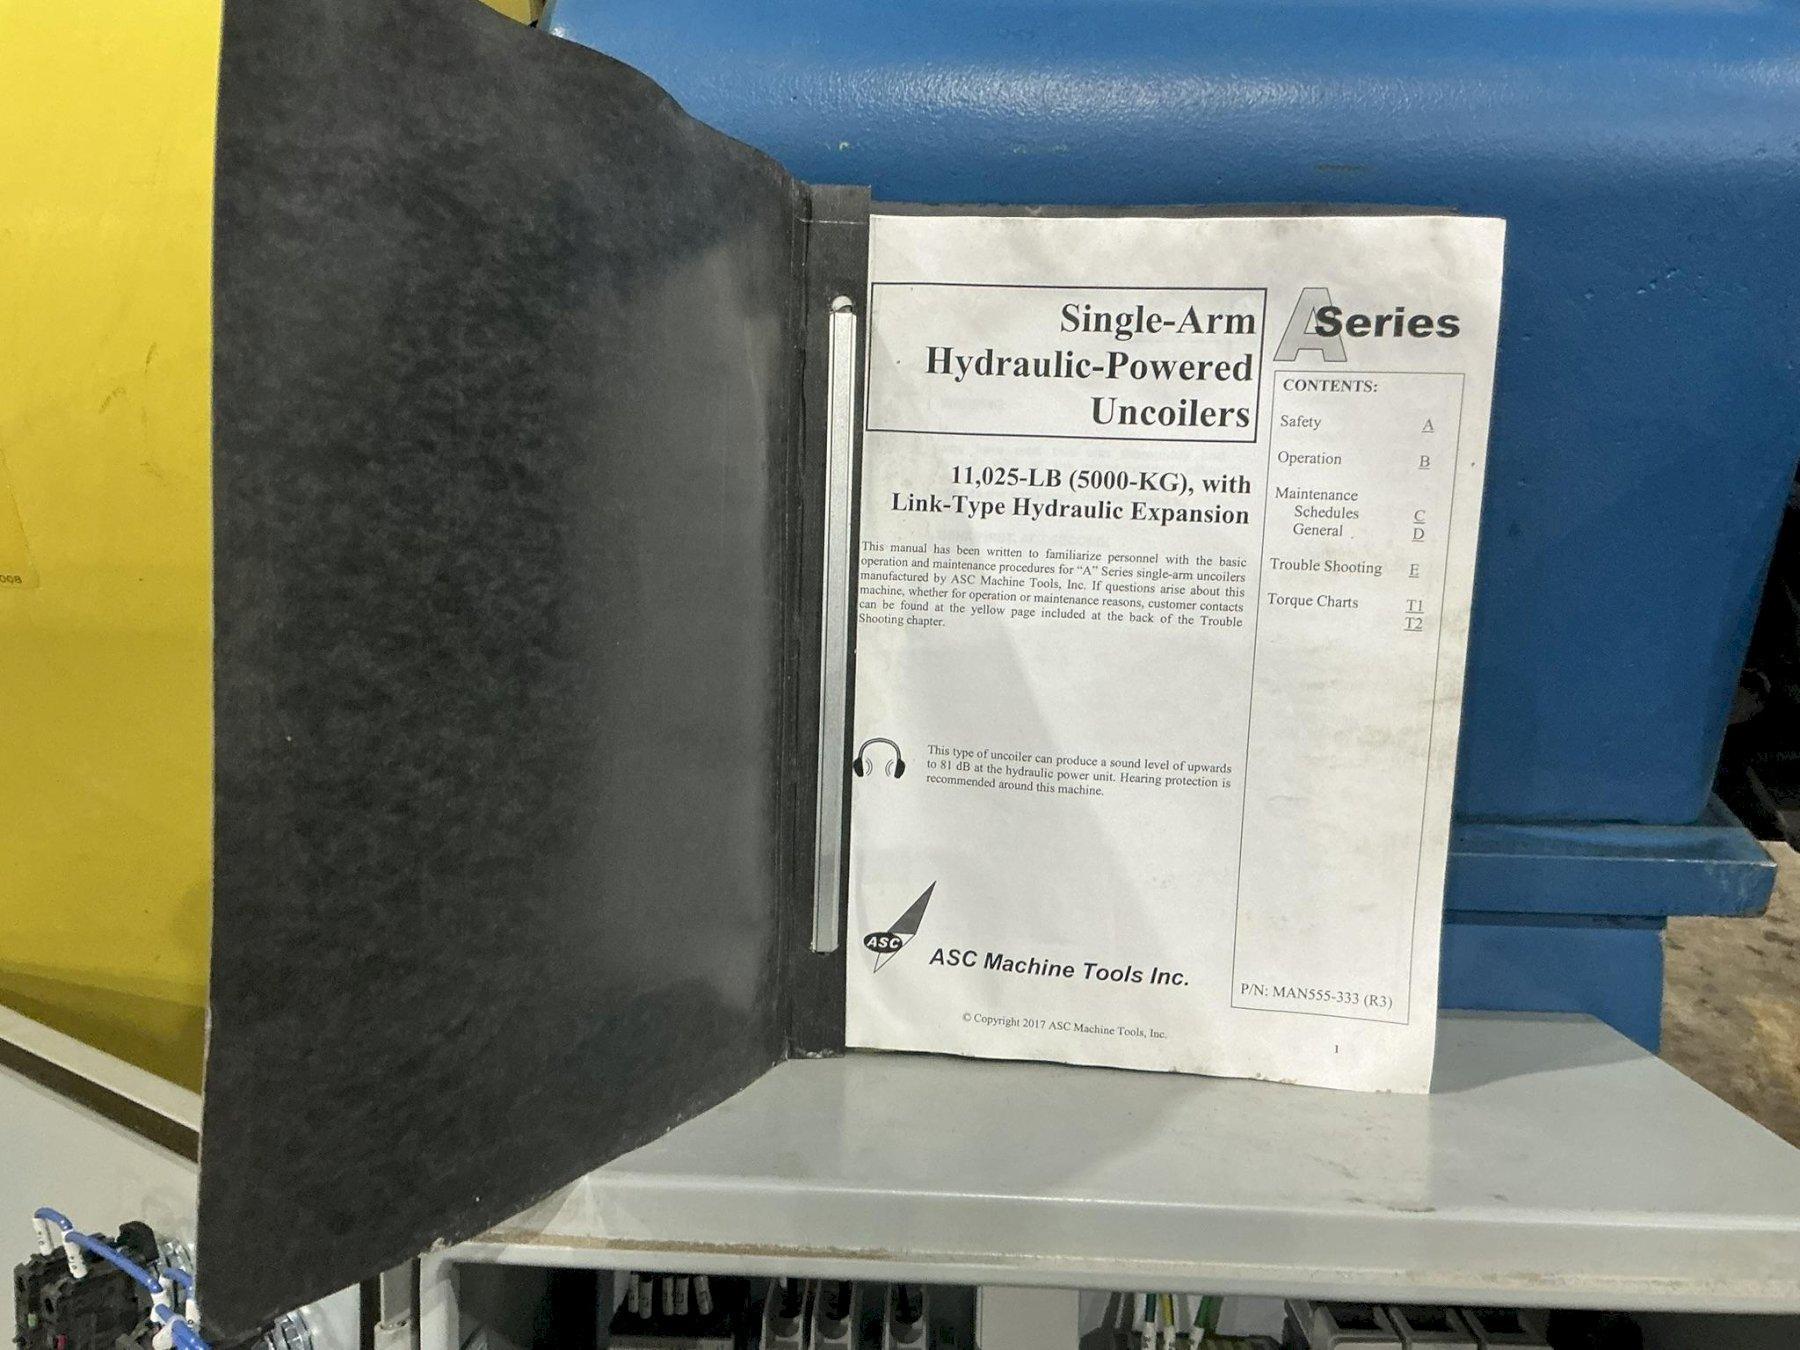 Single-Arm
Hydraulic-Powered
Uncoilers
11,025-LB (5000-KG), with
Link-Type Hydraulic Expansion
This manual has been written to familiarize personnel with the basic
operation and maintenance procedures for “A” Series single-arm uncoilers
manufactured by ASC Machine Tools, Inc. If questions arise about this
machine, whether for operation or maintenance reasons, customer contacts
can be found at the yellow page included at the back of the Trouble
Shooting chapter.
This type of uncoiler can produce a sound level of upwards
to 81 dB at the hydraulic power unit. Hearing protection is
recommended around this machine.
ASC
ASC Machine Tools Inc.
© Copyright 2017 ASC Machine Tools, Inc.
A Series
CONTENTS:
Safety A
Operation B
Maintenance
Schedules C
General D
Trouble Shooting E
Torque Charts T1
T2
P/N: MAN555-333 (R3)
1